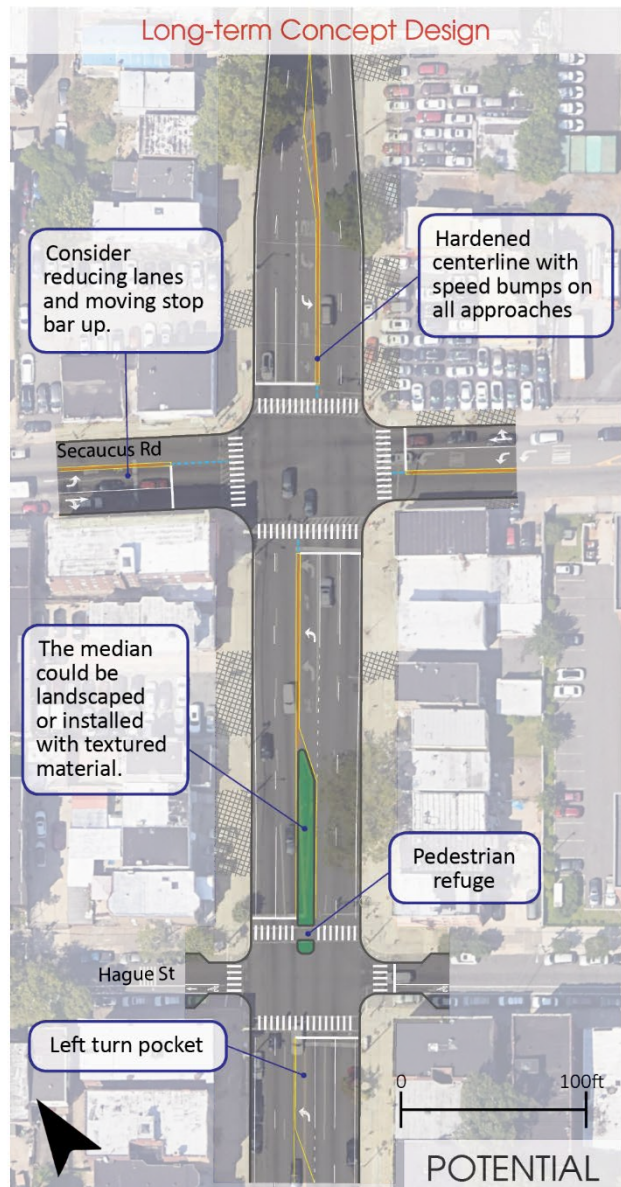 Long-term Concept Design
Consider
reducing lanes
and moving stop
bar up.
Hardened
centerline with
speed bumps on
all approaches
Secaucus Rd
The median
could be
landscaped
or installed
with textured
material.
Pedestrian
refuge
Hague St
Left turn pocket
0 100ft
POTENTIAL